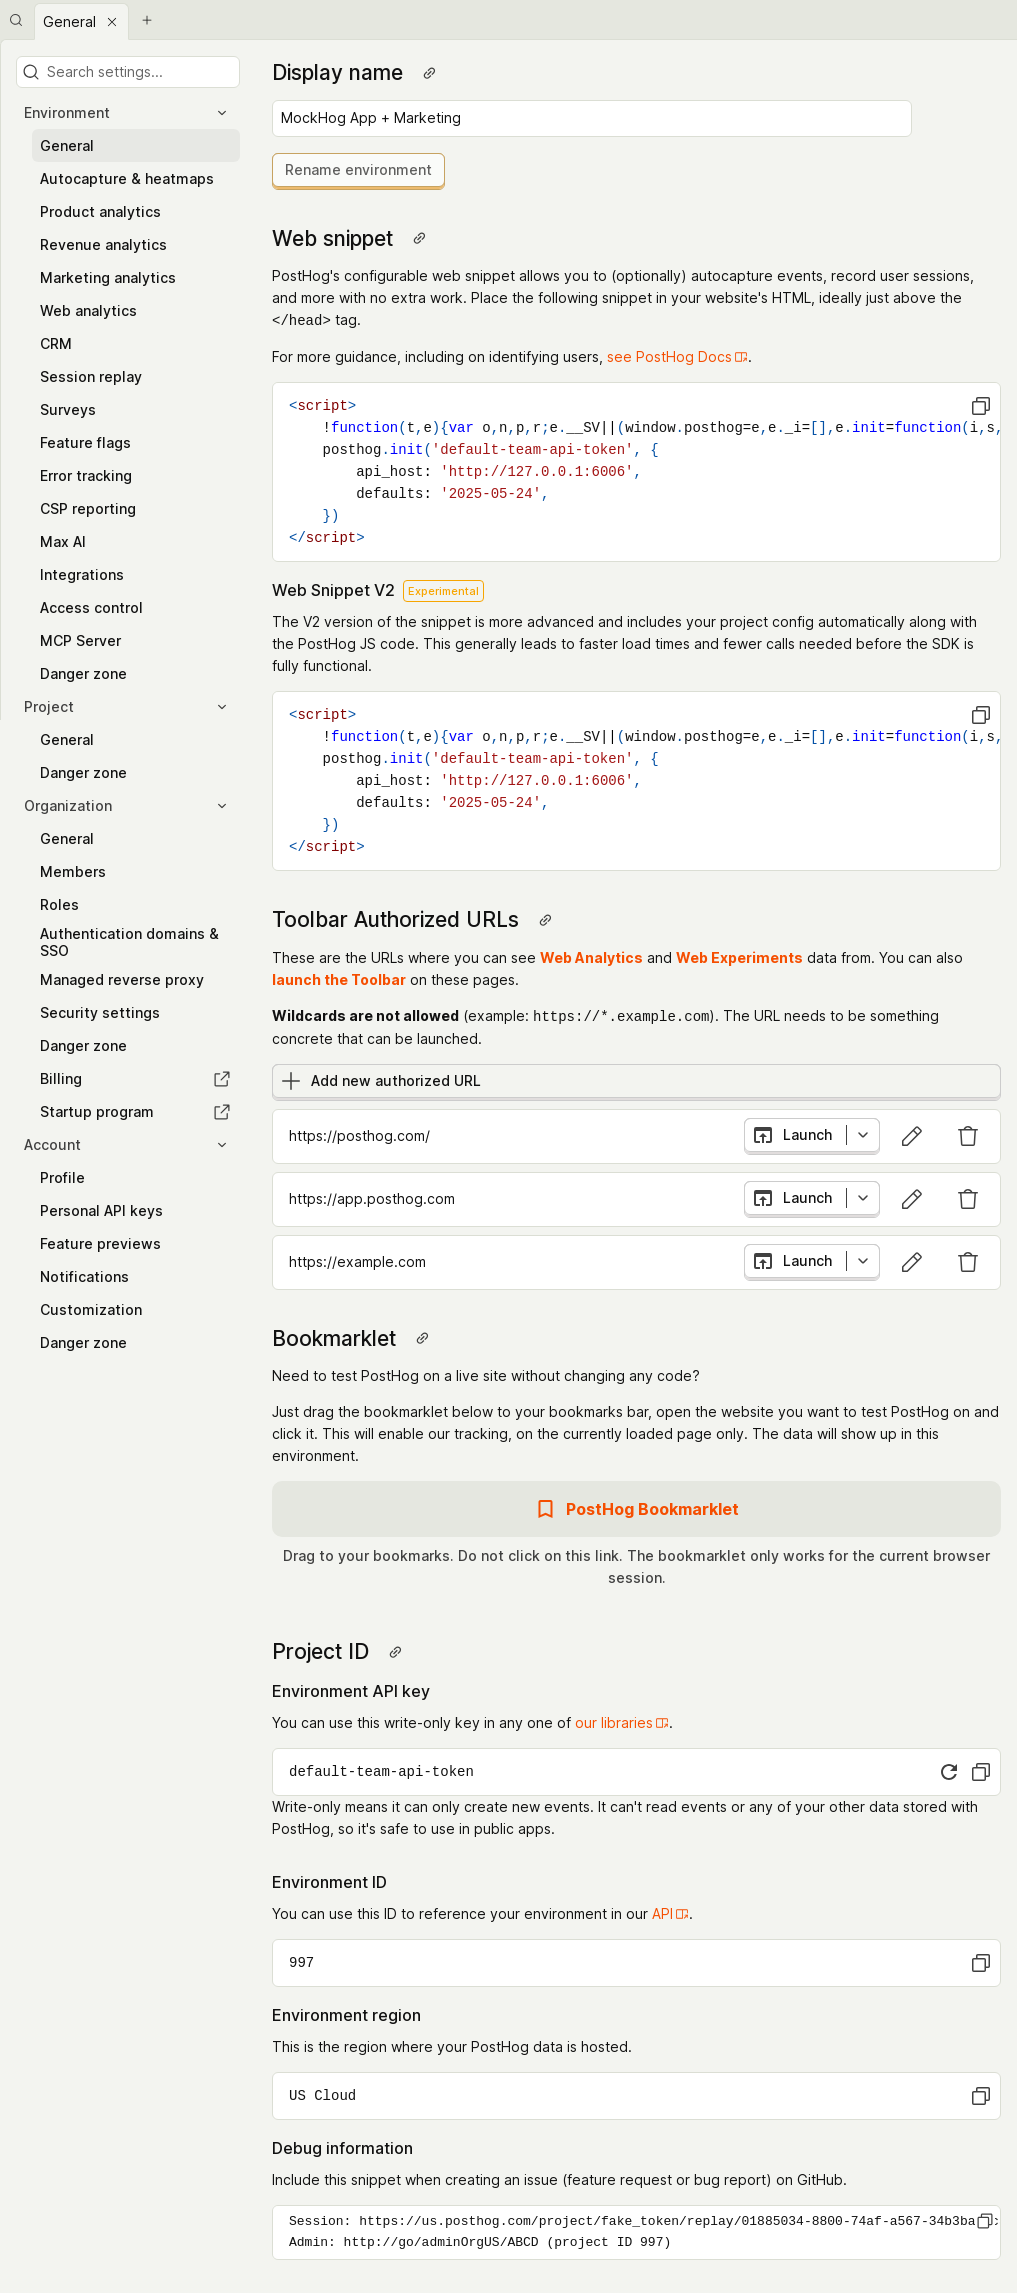 General
Search settings...
Environment
General
Autocapture & heatmaps
Product analytics
Revenue analytics
Marketing analytics
Web analytics
CRM
Session replay
Surveys
Feature flags
Error tracking
CSP reporting
Max AI
Integrations
Access control
MCP Server
Danger zone
Project
General
Danger zone
Organization
General
Members
Roles
Authentication domains &
SSO
Managed reverse proxy
Security settings
Danger zone
Billing
Startup program
Account
Profile
Personal API keys
Feature previews
Notifications
Customization
Danger zone
Display name
MockHog App + Marketing
Rename environment
Web snippet
PostHog's configurable web snippet allows you to (optionally) autocapture events, record user sessions,
and more with no extra work. Place the following snippet in your website's HTML, ideally just above the
</head> tag.
For more guidance, including on identifying users, see PostHog Docs.
<script>
    !function(t,e){var o,n,p,r;e.__SV||(window.posthog=e,e._i=[],e.init=function(i,s,
    posthog.init('default-team-api-token', {
        api_host: 'http://127.0.0.1:6006',
        defaults: '2025-05-24',
    })
</script>
Web Snippet V2 Experimental
The V2 version of the snippet is more advanced and includes your project config automatically along with
the PostHog JS code. This generally leads to faster load times and fewer calls needed before the SDK is
fully functional.
<script>
    !function(t,e){var o,n,p,r;e.__SV||(window.posthog=e,e._i=[],e.init=function(i,s,
    posthog.init('default-team-api-token', {
        api_host: 'http://127.0.0.1:6006',
        defaults: '2025-05-24',
    })
</script>
Toolbar Authorized URLs
These are the URLs where you can see Web Analytics and Web Experiments data from. You can also
launch the Toolbar on these pages.
Wildcards are not allowed (example: https://*.example.com). The URL needs to be something
concrete that can be launched.
Add new authorized URL
https://posthog.com/ Launch
https://app.posthog.com Launch
https://example.com Launch
Bookmarklet
Need to test PostHog on a live site without changing any code?
Just drag the bookmarklet below to your bookmarks bar, open the website you want to test PostHog on and
click it. This will enable our tracking, on the currently loaded page only. The data will show up in this
environment.
PostHog Bookmarklet
Drag to your bookmarks. Do not click on this link. The bookmarklet only works for the current browser
session.
Project ID
Environment API key
You can use this write-only key in any one of our libraries.
default-team-api-token
Write-only means it can only create new events. It can't read events or any of your other data stored with
PostHog, so it's safe to use in public apps.
Environment ID
You can use this ID to reference your environment in our API.
997
Environment region
This is the region where your PostHog data is hosted.
US Cloud
Debug information
Include this snippet when creating an issue (feature request or bug report) on GitHub.
Session: https://us.posthog.com/project/fake_token/replay/01885034-8800-74af-a567-34b3ba
Admin: http://go/adminOrgUS/ABCD (project ID 997)